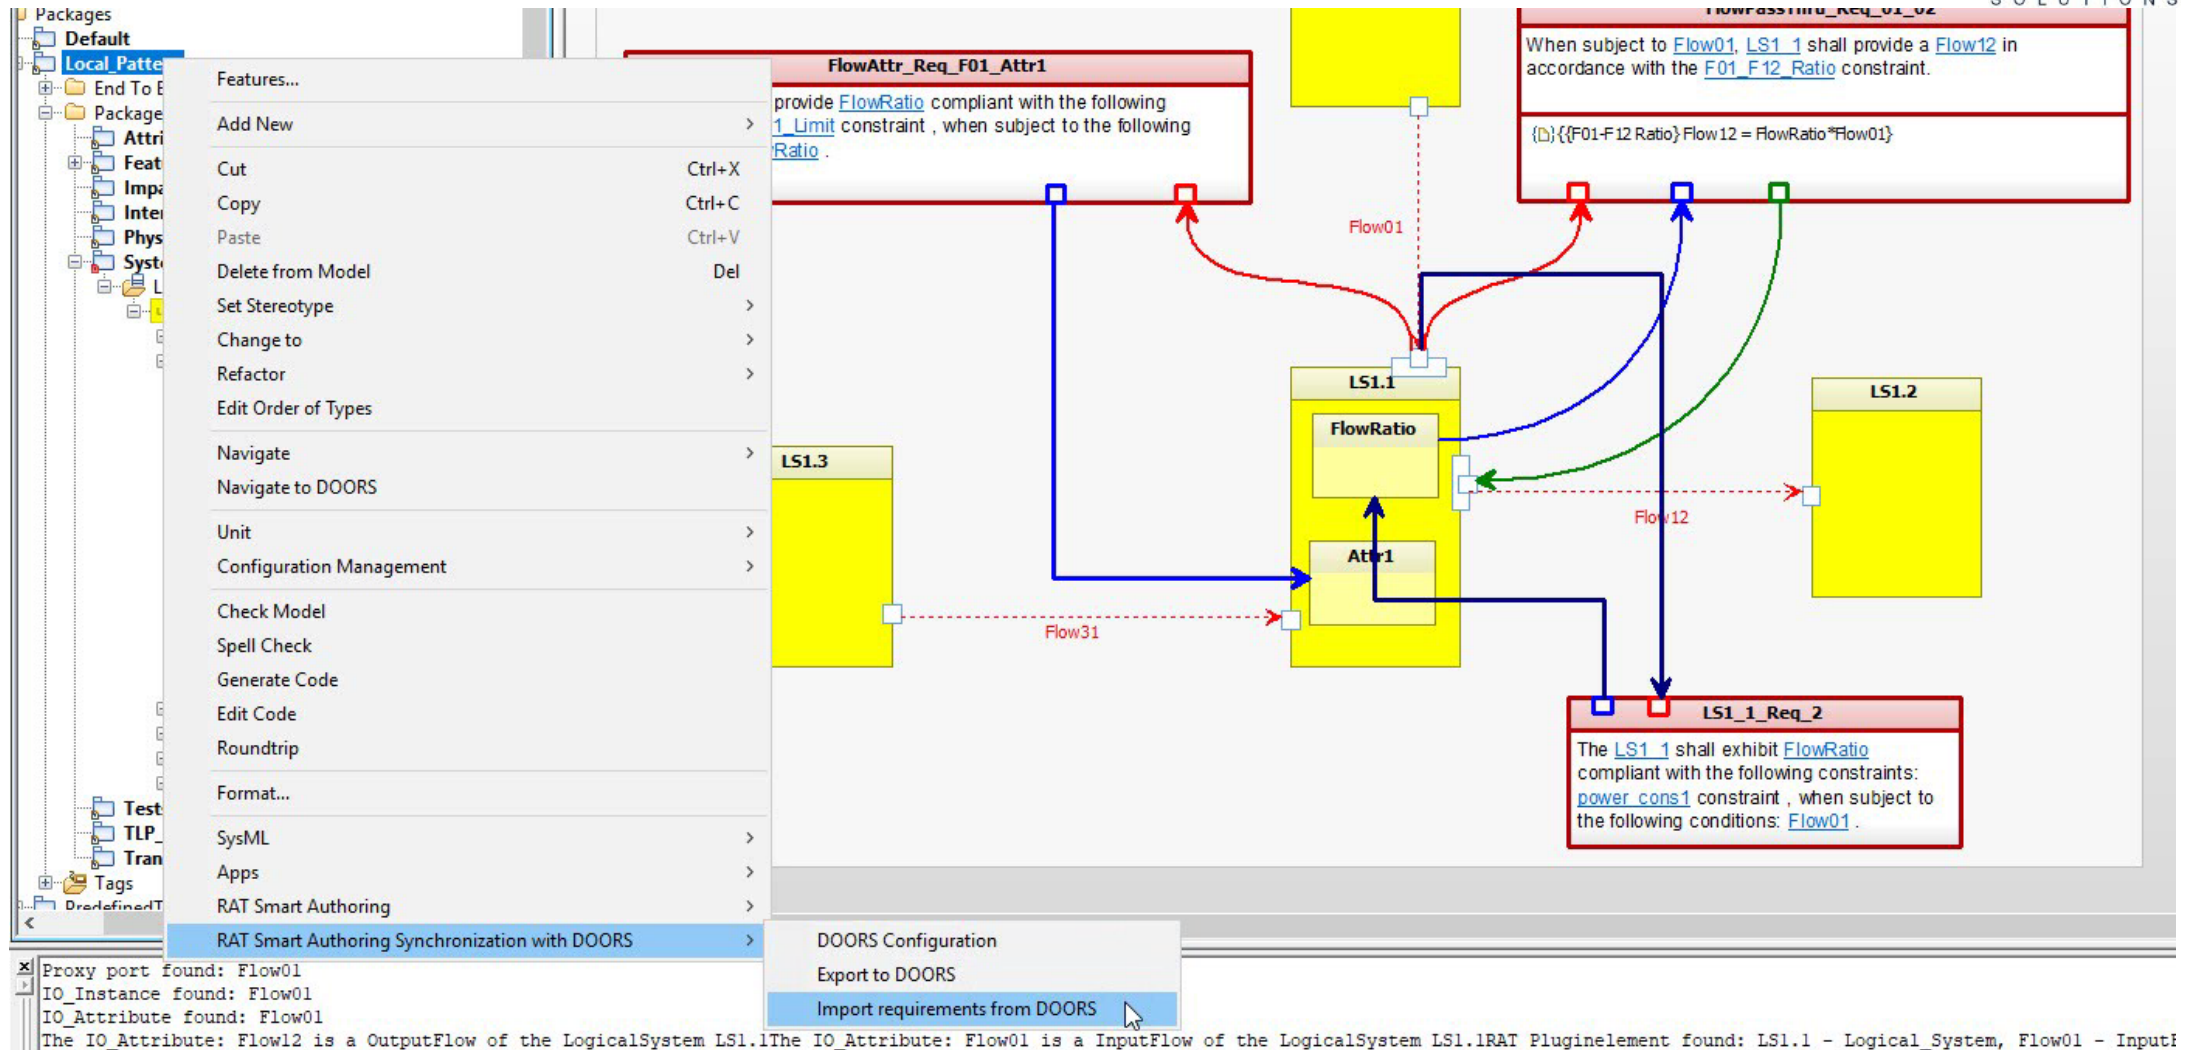 Packages
Default
Local_Patte
End To E
Package
Attri
Feat
Impa
Inter
Phys
Syst
L
Test
TLP_
Tran
Tags
PredefinedT
Features...
Add New
Cut Ctrl+X
Copy Ctrl+C
Paste Ctrl+V
Delete from Model Del
Set Stereotype
Change to
Refactor
Edit Order of Types
Navigate
Navigate to DOORS
Unit
Configuration Management
Check Model
Spell Check
Generate Code
Edit Code
Roundtrip
Format...
SysML
Apps
RAT Smart Authoring
RAT Smart Authoring Synchronization with DOORS
DOORS Configuration
Export to DOORS
Import requirements from DOORS
FlowAttr_Req_F01_Attr1
provide FlowRatio compliant with the following
1_Limit constraint , when subject to the following
Ratio .
SOLUTIONS
FlowPassThru_Req_01_02
When subject to Flow01, LS1_1 shall provide a Flow12 in
accordance with the F01_F12_Ratio constraint.
{{F01-F12 Ratio} Flow12 = FlowRatio*Flow01}
Flow01
LS1.1
FlowRatio
Attr1
LS1.2
LS1.3
Flow12
Flow31
LS1_1_Req_2
The LS1_1 shall exhibit FlowRatio
compliant with the following constraints:
power_cons1 constraint , when subject to
the following conditions: Flow01 .
Proxy port found: Flow01
IO_Instance found: Flow01
IO_Attribute found: Flow01
The IO_Attribute: Flow12 is a OutputFlow of the LogicalSystem LS1.1The IO_Attribute: Flow01 is a InputFlow of the LogicalSystem LS1.1RAT Pluginelement found: LS1.1 - Logical_System, Flow01 - InputF